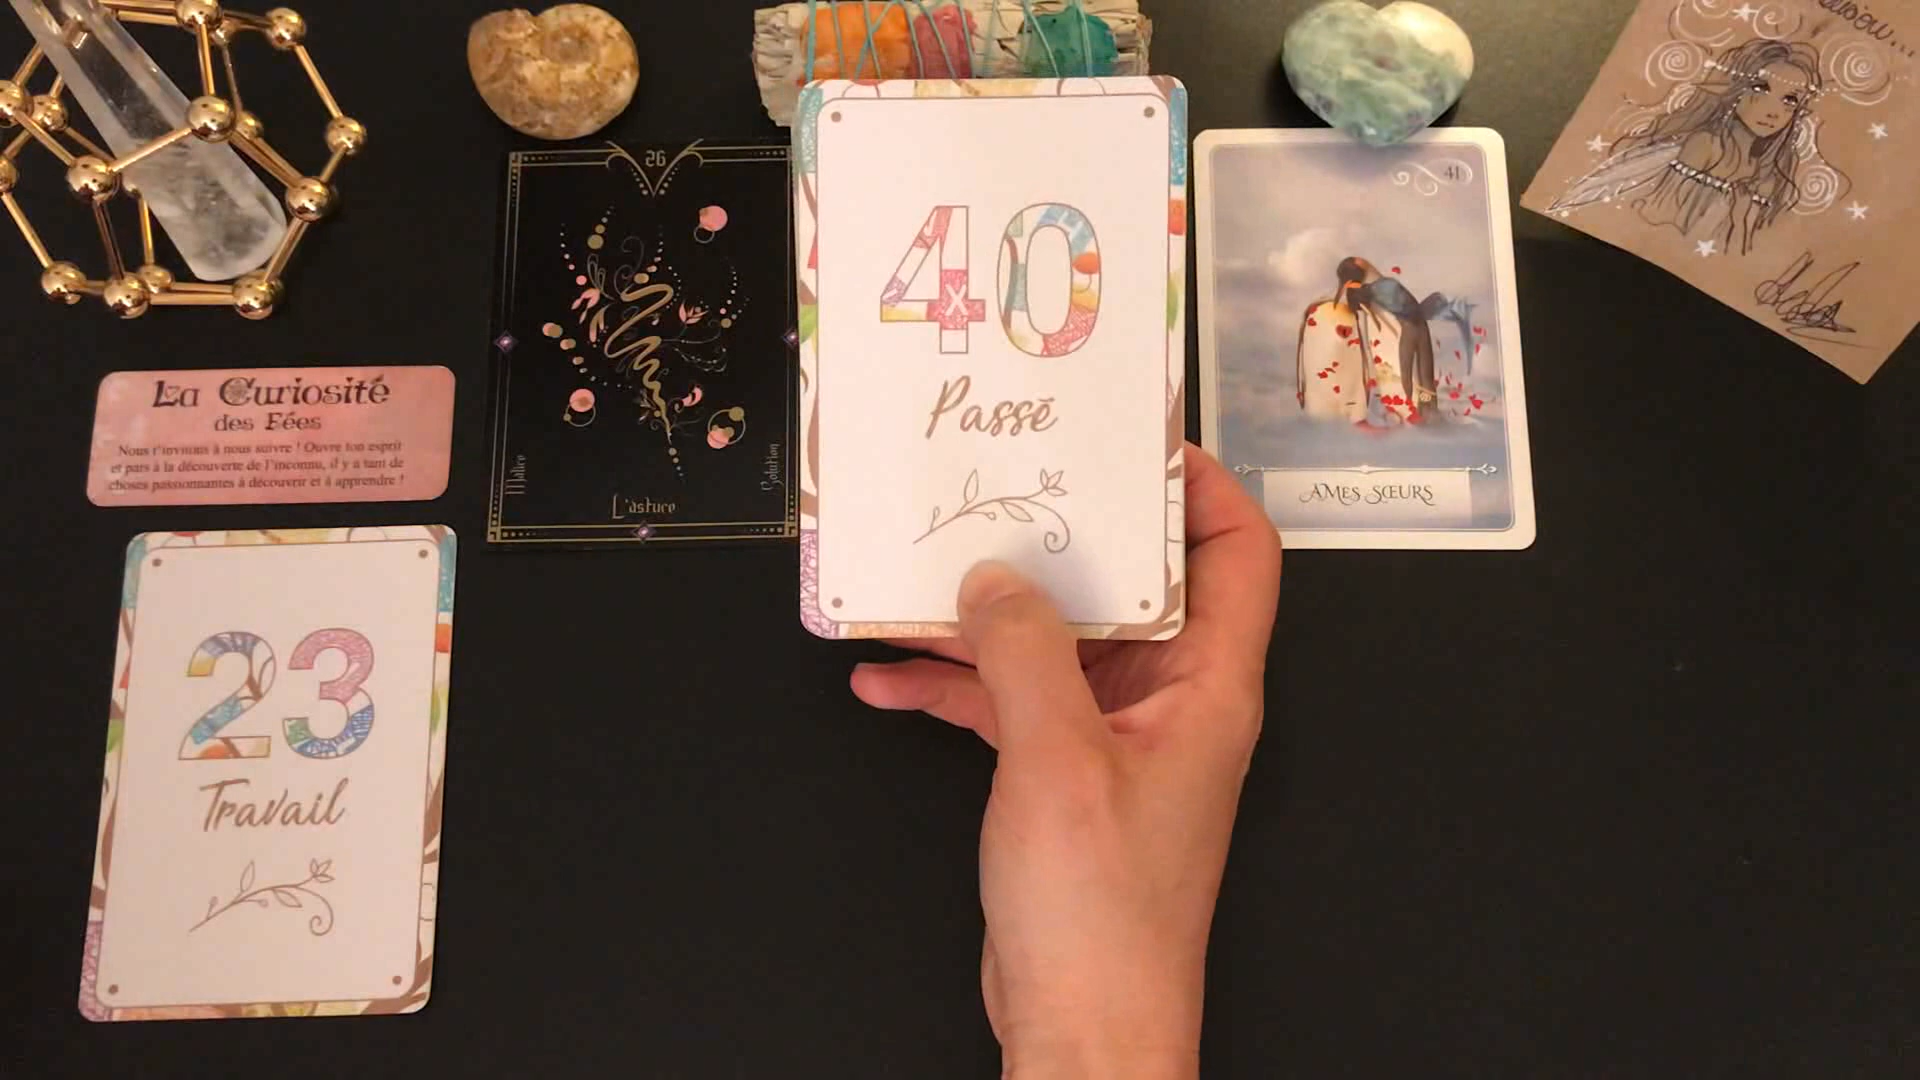 La Curiosité
des Fées
Nous t'invitons à nous suivre ! Ouvre ton esprit
et pars à la découverte de l'inconnu, il y a tant de
choses passionnantes à découvrir et à apprendre !
23
Travail
26
Malice
L'astuce
Solution
40
x
Passé
41
AMES SŒURS